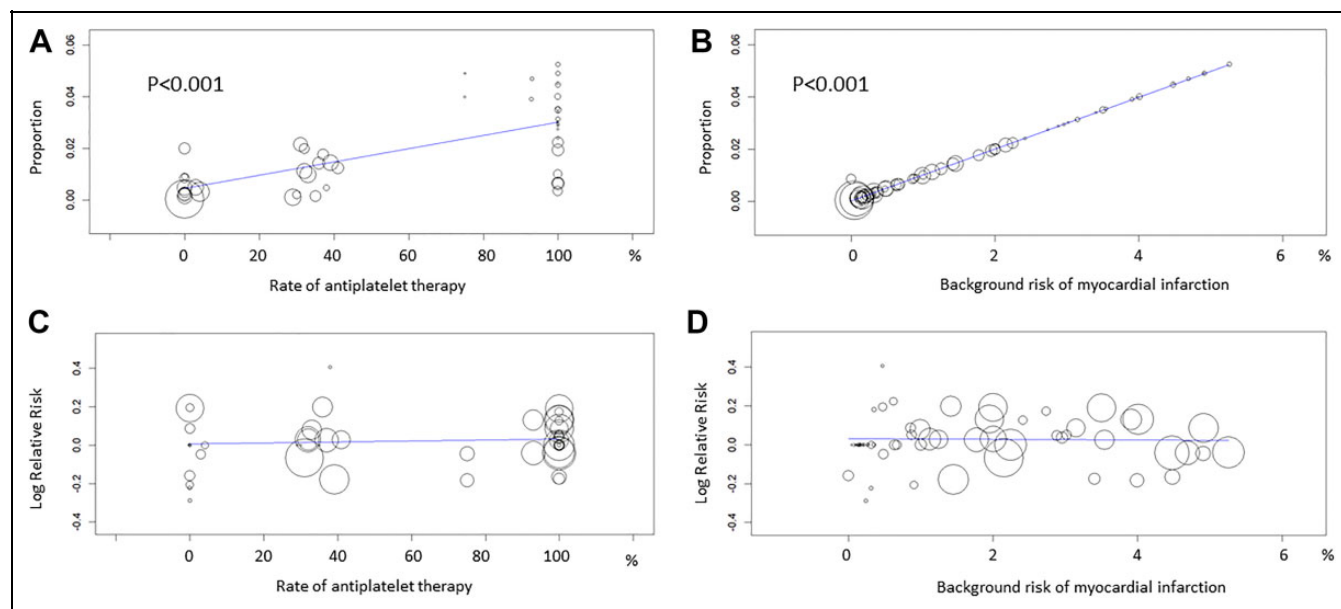 A
P<0.001
Proportion
0.06
0.04
0.02
0.00
0 20 40 60 80 100 %
Rate of antiplatelet therapy
B
P<0.001
Proportion
0.06
0.04
0.02
0.00
0 2 4 6 %
Background risk of myocardial infarction
C
Log Relative Risk
0.4
0.2
0.0
-0.2
-0.4
0 20 40 60 80 100 %
Rate of antiplatelet therapy
D
Log Relative Risk
0.4
0.2
0.0
-0.2
-0.4
0 2 4 6 %
Background risk of myocardial infarction